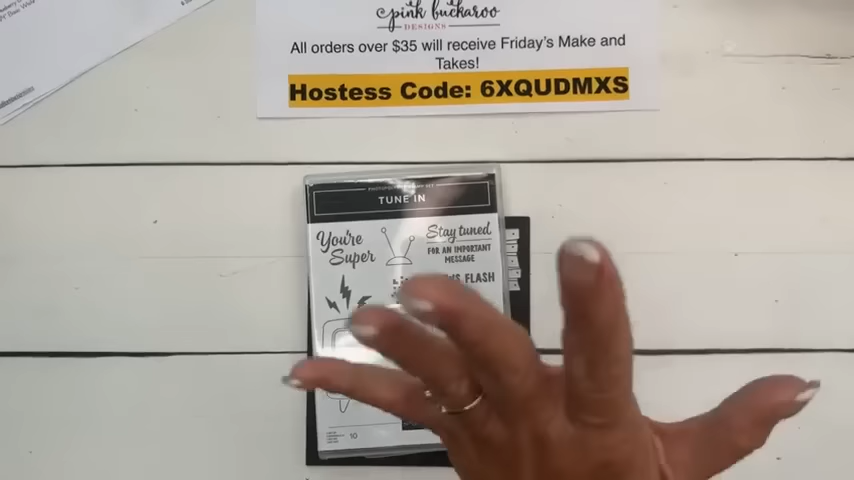 pink buckaroo
DESIGNS
All orders over $35 will receive Friday's Make and
Takes!
Hostess Code: 6XQUDMXS
TUNE IN
You're
Super
Stay tuned
FOR AN IMPORTANT
MESSAGE
FLASH
10